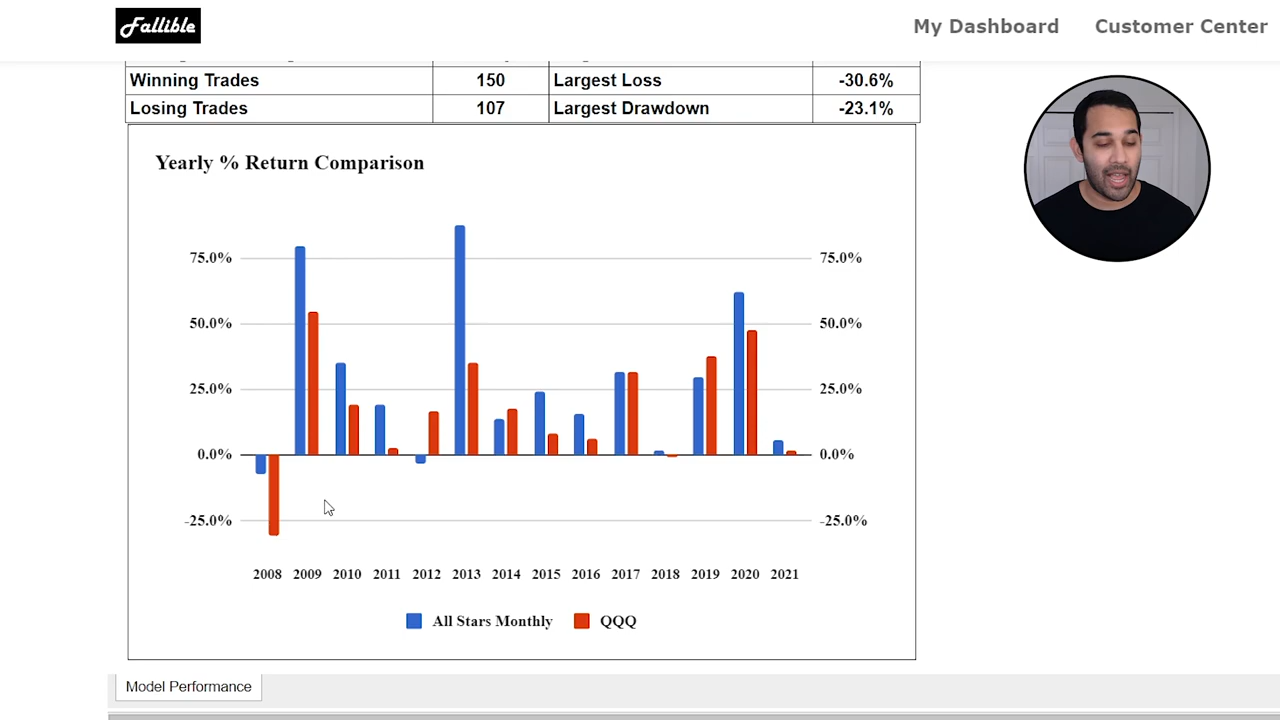 Fallible
My Dashboard
Customer Center
Winning Trades 150 Largest Loss -30.6%
Losing Trades 107 Largest Drawdown -23.1%
Yearly % Return Comparison
75.0% 75.0%
50.0% 50.0%
25.0% 25.0%
0.0% 0.0%
-25.0% -25.0%
2008 2009 2010 2011 2012 2013 2014 2015 2016 2017 2018 2019 2020 2021
All Stars Monthly QQQ
Model Performance